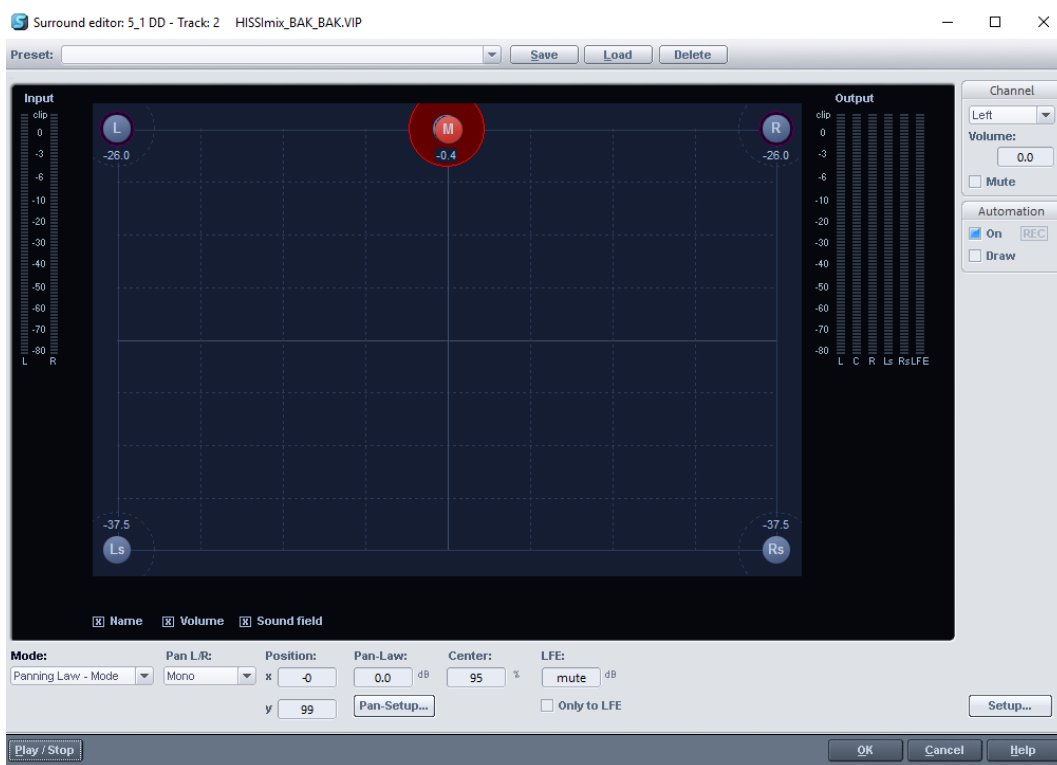 Surround editor: 5_1 DD - Track: 2 HISSImix_BAK_BAK.VIP
Preset: Save Load Delete
Input
clip
0
-3
-6
-10
-20
-30
-40
-50
-60
-70
-80
L R
L M R
-26.0 -0.4 -26.0
-37.5 -37.5
Ls Rs
Output
clip
0
-3
-6
-10
-20
-30
-40
-50
-60
-70
-80
L C R Ls Rs LFE
Channel
Left
Volume:
0.0
Mute
Automation
On REC
Draw
x Name x Volume x Sound field
Mode: Pan L/R: Position: Pan-Law: Center: LFE:
Panning Law - Mode Mono x -0 0.0 dB 95 % mute dB
y 99 Pan-Setup... Only to LFE Setup...
Play / Stop OK Cancel Help